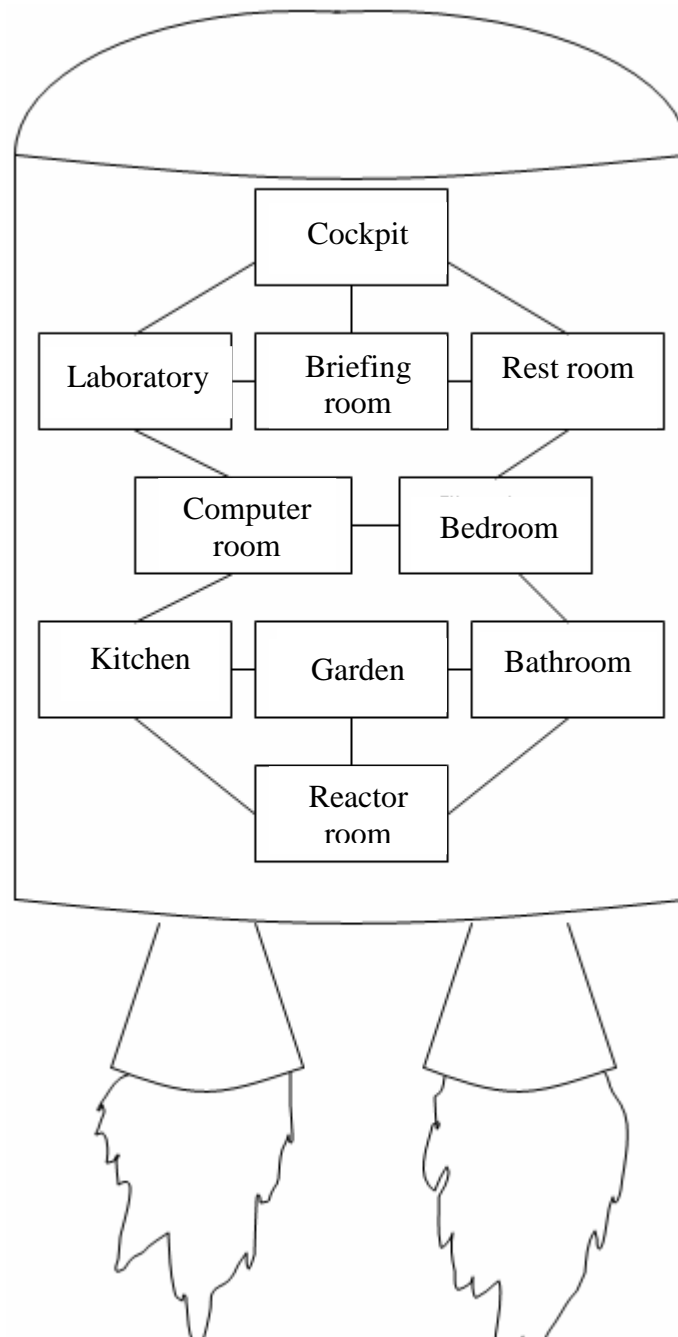 Cockpit
Laboratory
Briefing
room
Rest room
Computer
room
Bedroom
Kitchen
Garden
Bathroom
Reactor
room